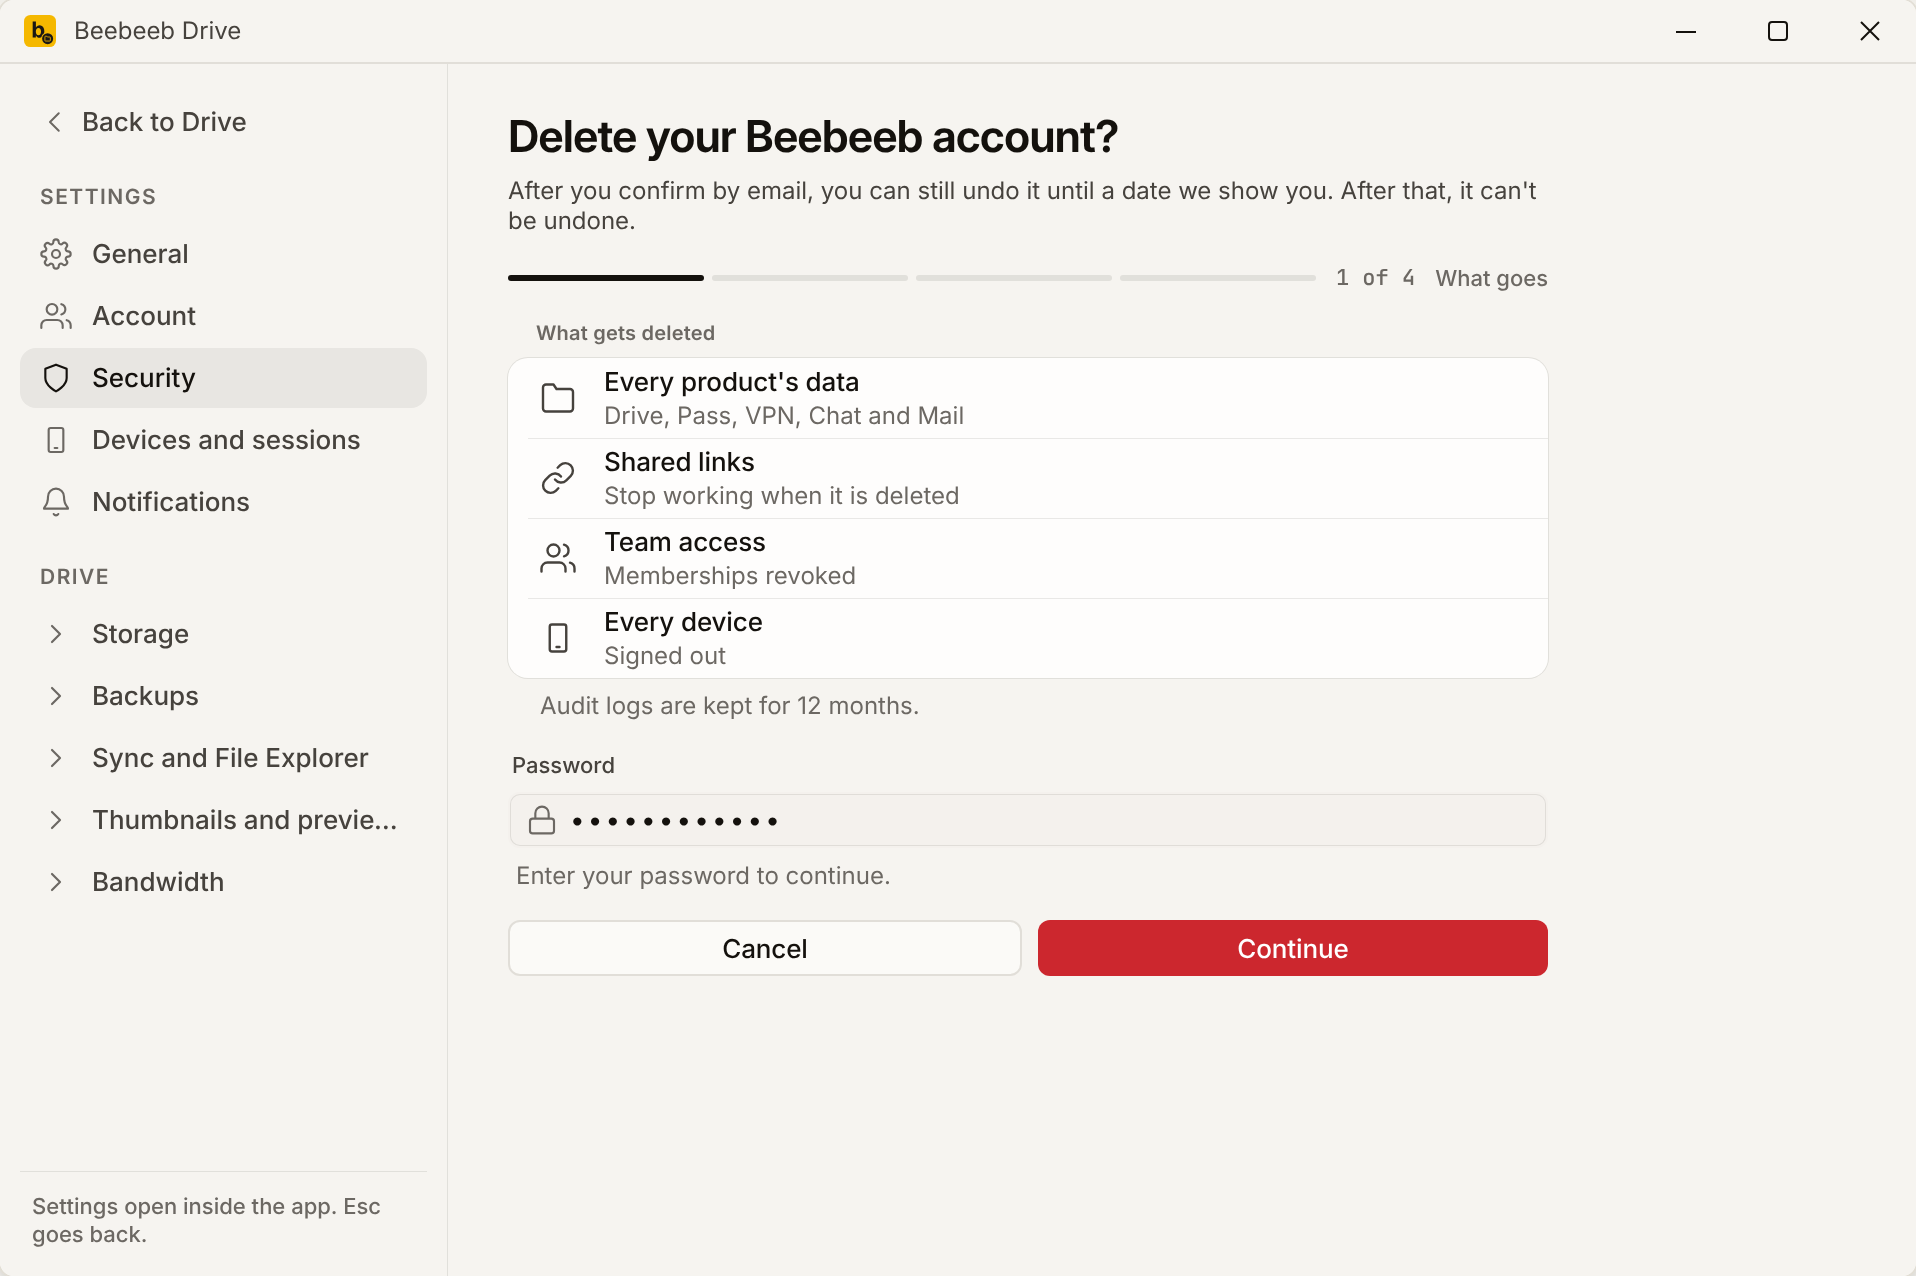 Beebeeb Drive
Back to Drive
SETTINGS
General
Account
Security
Devices and sessions
Notifications
DRIVE
Storage
Backups
Sync and File Explorer
Thumbnails and previe...
Bandwidth
Settings open inside the app. Esc
goes back.
Delete your Beebeeb account?
After you confirm by email, you can still undo it until a date we show you. After that, it can't
be undone.
1 of 4 What goes
What gets deleted
Every product's data
Drive, Pass, VPN, Chat and Mail
Shared links
Stop working when it is deleted
Team access
Memberships revoked
Every device
Signed out
Audit logs are kept for 12 months.
Password
••••••••••••
Enter your password to continue.
Cancel
Continue